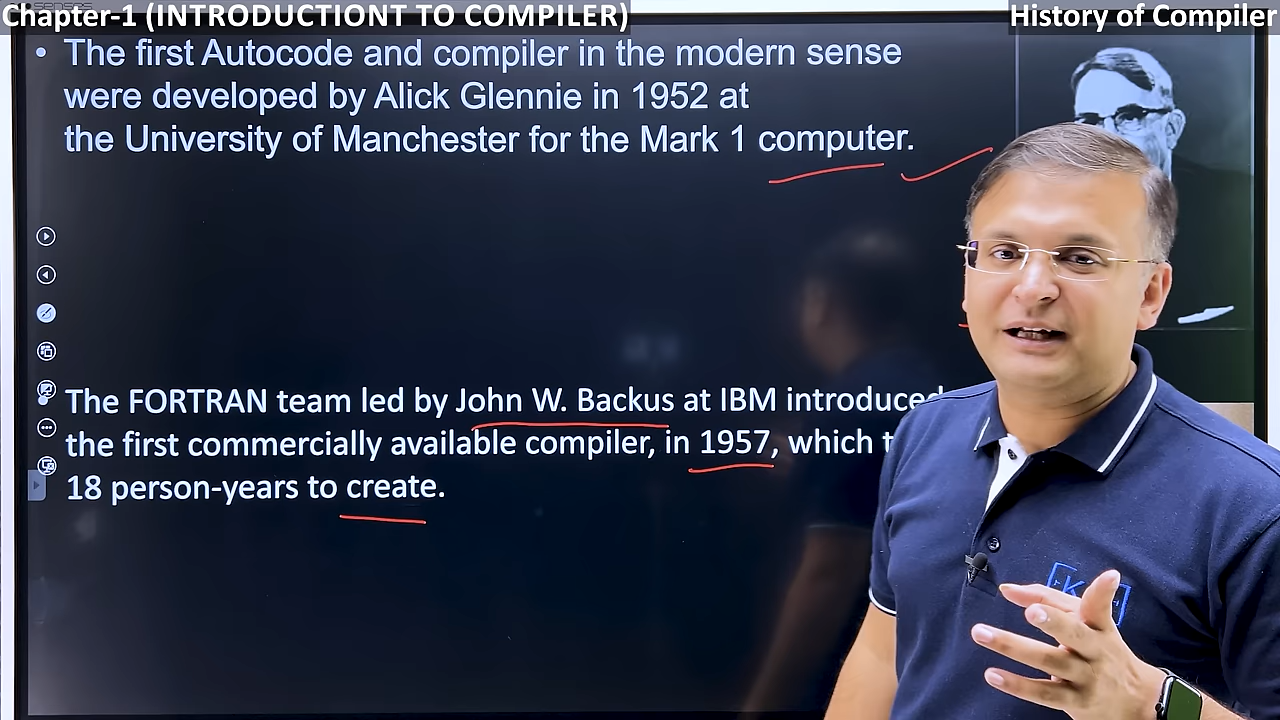 Chapter-1 (INTRODUCTIONT TO COMPILER)
History of Compiler
• The first Autocode and compiler in the modern sense
were developed by Alick Glennie in 1952 at
the University of Manchester for the Mark 1 computer.
The FORTRAN team led by John W. Backus at IBM introduced
the first commercially available compiler, in 1957, which
18 person-years to create.